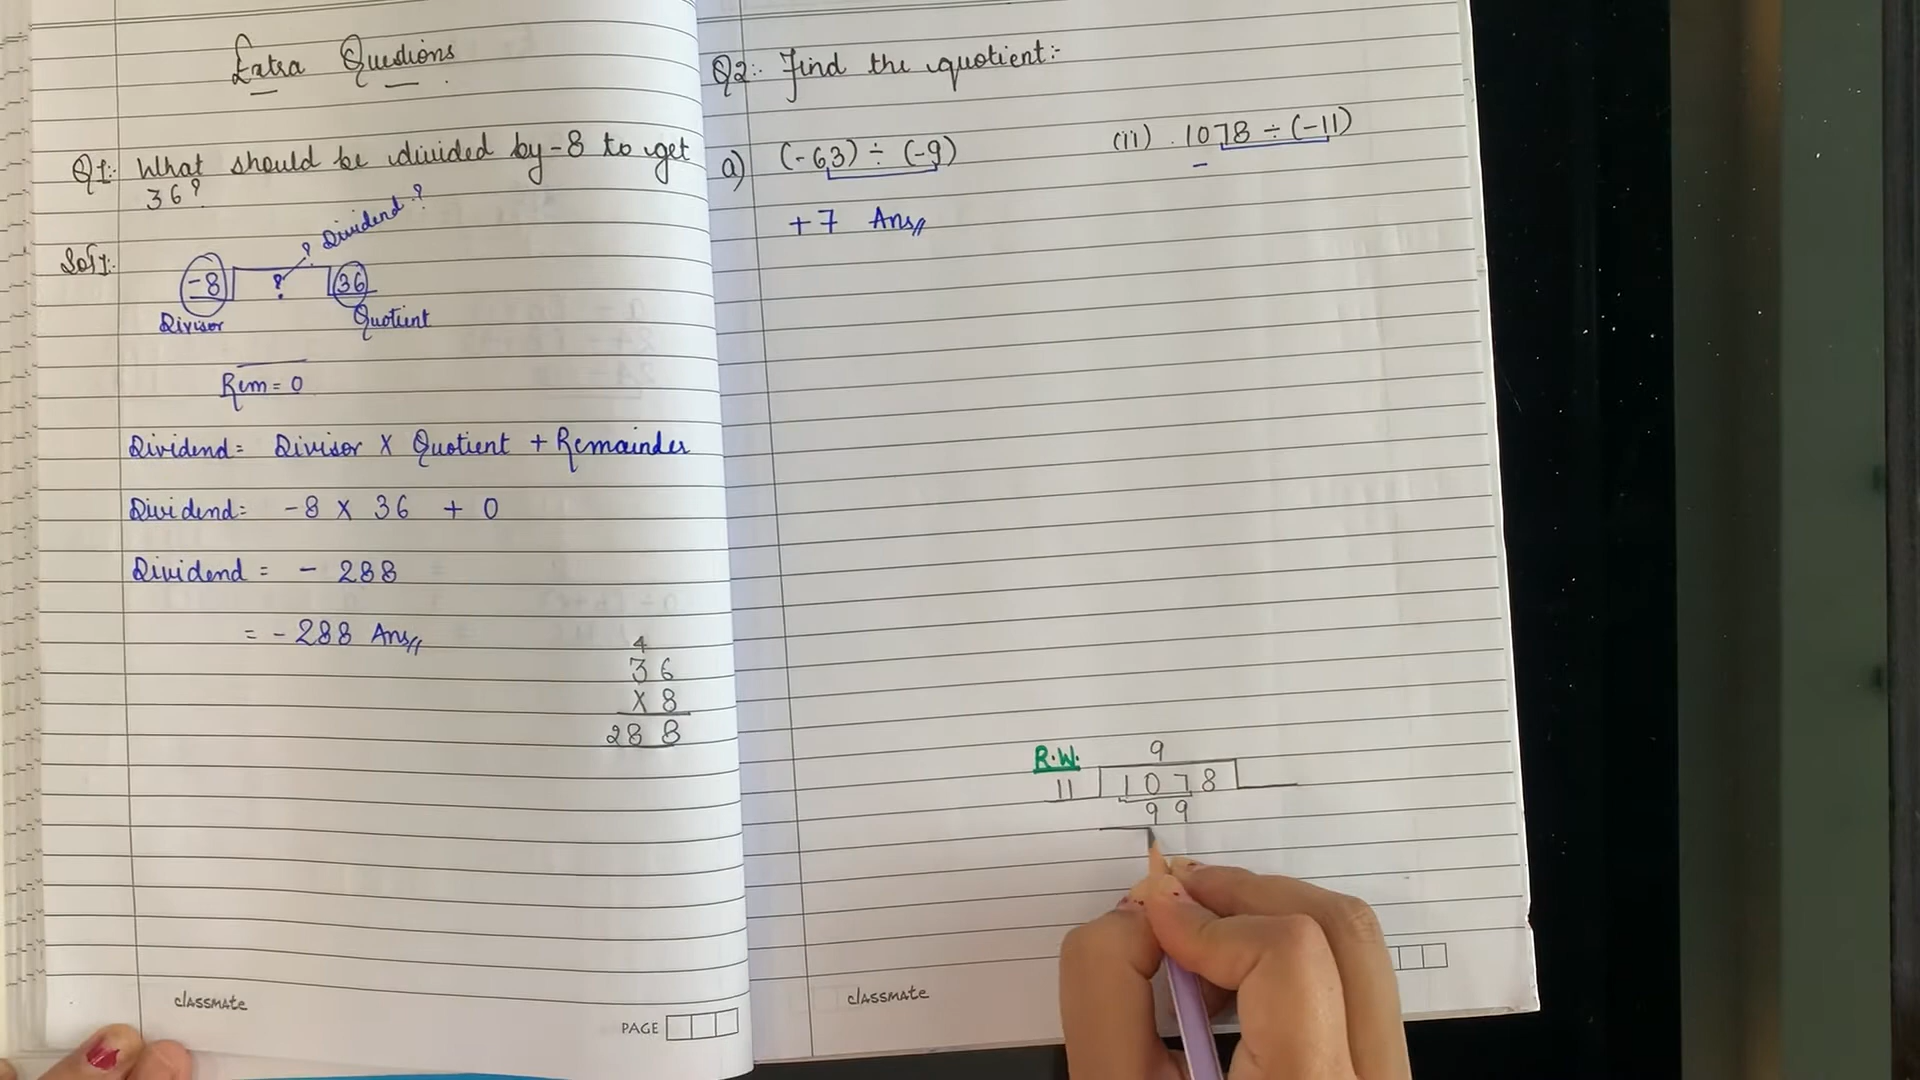 Extra Questions
Q1:- What should be divided by -8 to get
36?
Soln:-
? Dividend?
-8 ? 36
Divisor Quotient
Rem = 0
Dividend = Divisor X Quotient + Remainder
Dividend = -8 X 36 + 0
Dividend = - 288
= - 288 Ans//
4
36
X 8
288
classmate
PAGE
Q2:- Find the quotient:-
a) (-63) ÷ (-9)
+7 Ans//
(ii) . 1078 ÷ (-11)
R.W.
9
11 1078
99
classmate